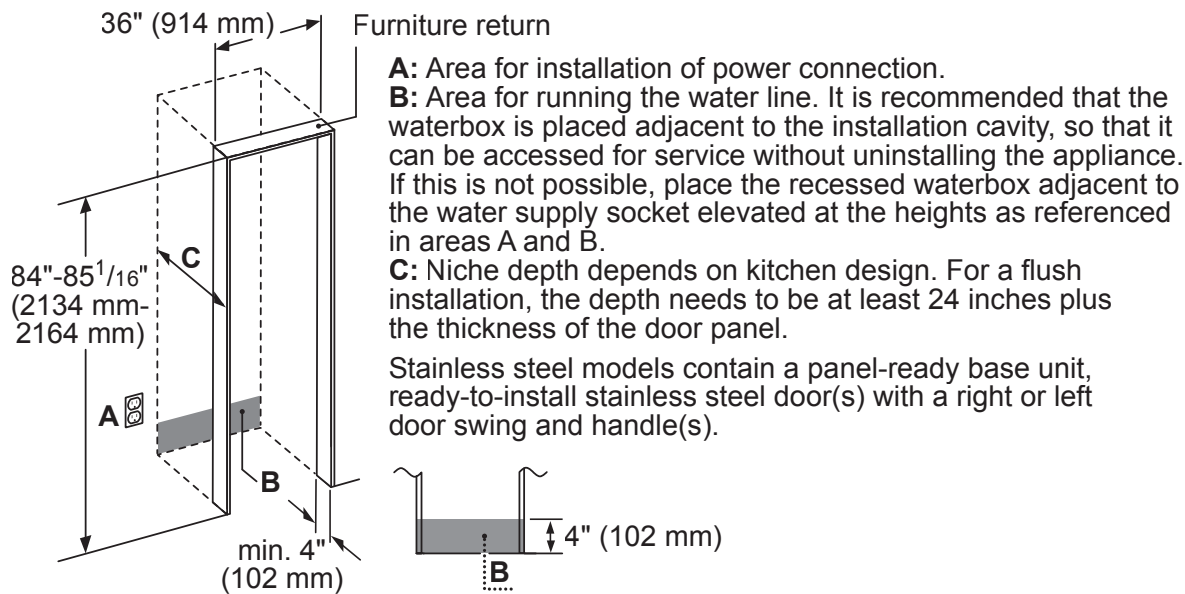 36" (914 mm)
Furniture return
A: Area for installation of power connection.
B: Area for running the water line. It is recommended that the
waterbox is placed adjacent to the installation cavity, so that it
can be accessed for service without uninstalling the appliance.
If this is not possible, place the recessed waterbox adjacent to
the water supply socket elevated at the heights as referenced
in areas A and B.
C: Niche depth depends on kitchen design. For a flush
installation, the depth needs to be at least 24 inches plus
the thickness of the door panel.
Stainless steel models contain a panel-ready base unit,
ready-to-install stainless steel door(s) with a right or left
door swing and handle(s).
C
84"-85 1/16"
(2134 mm-
2164 mm)
A
B
min. 4"
(102 mm)
4" (102 mm)
B